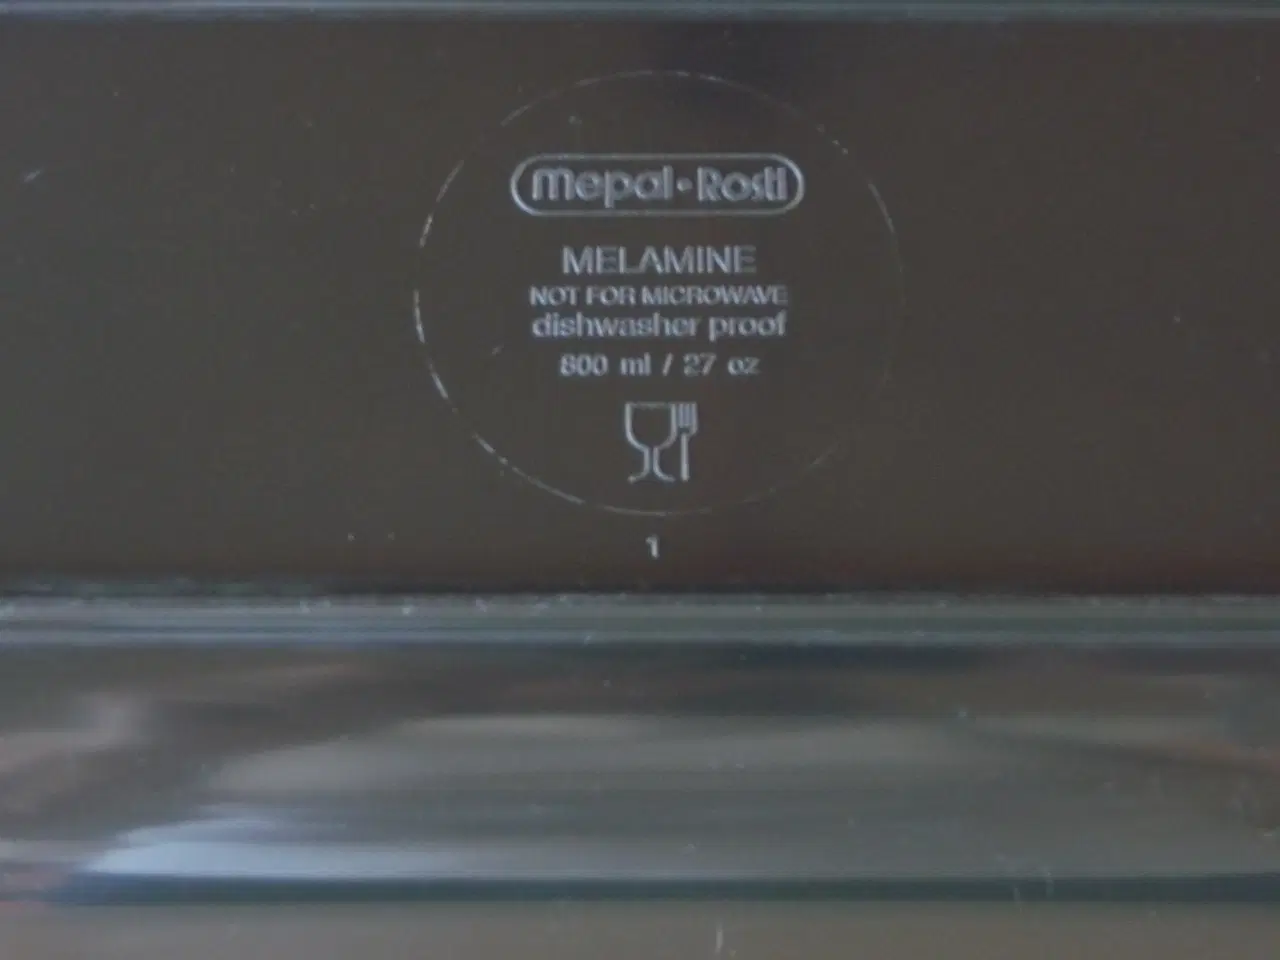 mepal•Rosti
MELAMINE
NOT FOR MICROWAVE
dishwasher proof
800 ml / 27 oz
1